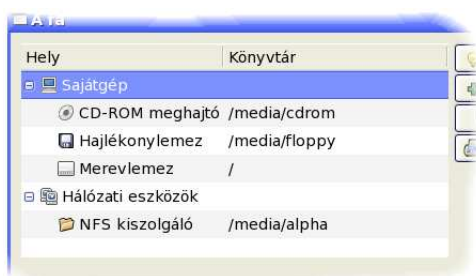 Hely Könyvtár
Sajátgép
CD-ROM meghajtó /media/cdrom
Hajlékonylemez /media/floppy
Merevlemez /
Hálózati eszközök
NFS kiszolgáló /media/alpha